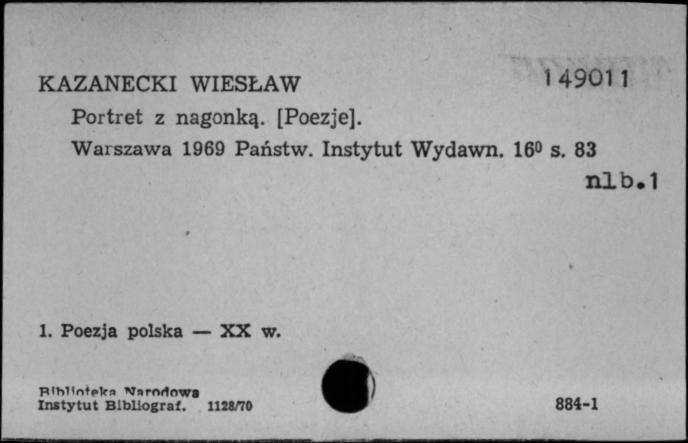 KAZANECKI WIESŁAW 149011
Portret z nagonką. [Poezje].
Warszawa 1969 Państw. Instytut Wydawn. 16⁰ s. 83
nlb.1
1. Poezja polska — XX w.
Biblioteka Narodowa
Instytut Bibliograf. 1128/70 884-1